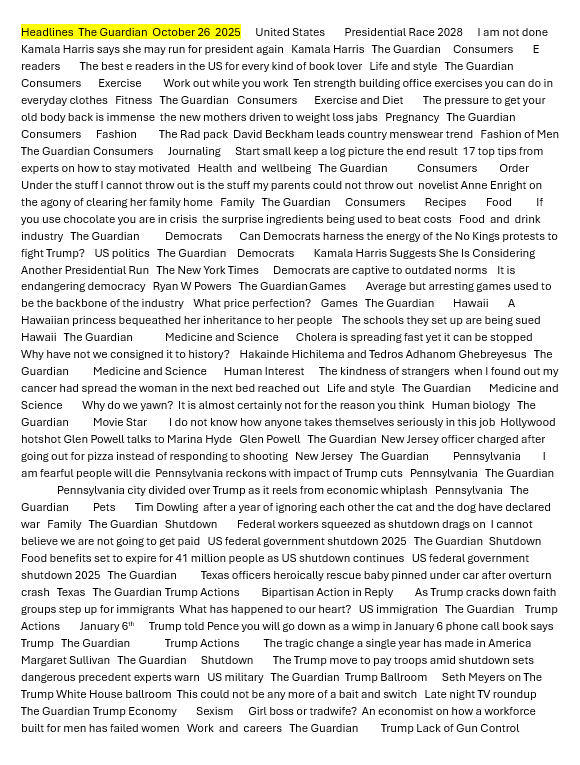 Headlines The Guardian October 26 2025 United States Presidential Race 2028 I am not done
Kamala Harris says she may run for president again Kamala Harris The Guardian Consumers E
readers The best e readers in the US for every kind of book lover Life and style The Guardian
Consumers Exercise Work out while you work Ten strength building office exercises you can do in
everyday clothes Fitness The Guardian Consumers Exercise and Diet The pressure to get your
old body back is immense the new mothers driven to weight loss jabs Pregnancy The Guardian
Consumers Fashion The Rad pack David Beckham leads country menswear trend Fashion of Men
The Guardian Consumers Journaling Start small keep a log picture the end result 17 top tips from
experts on how to stay motivated Health and wellbeing The Guardian Consumers Order
Under the stuff I cannot throw out is the stuff my parents could not throw out novelist Anne Enright on
the agony of clearing her family home Family The Guardian Consumers Recipes Food If
you use chocolate you are in crisis the surprise ingredients being used to beat costs Food and drink
industry The Guardian Democrats Can Democrats harness the energy of the No Kings protests to
fight Trump? US politics The Guardian Democrats Kamala Harris Suggests She Is Considering
Another Presidential Run The New York Times Democrats are captive to outdated norms It is
endangering democracy Ryan W Powers The Guardian Games Average but arresting games used to
be the backbone of the industry What price perfection? Games The Guardian Hawaii A
Hawaiian princess bequeathed her inheritance to her people The schools they set up are being sued
Hawaii The Guardian Medicine and Science Cholera is spreading fast yet it can be stopped
Why have not we consigned it to history? Hakainde Hichilema and Tedros Adhanom Ghebreyesus The
Guardian Medicine and Science Human Interest The kindness of strangers when I found out my
cancer had spread the woman in the next bed reached out Life and style The Guardian Medicine and
Science Why do we yawn? It is almost certainly not for the reason you think Human biology The
Guardian Movie Star I do not know how anyone takes themselves seriously in this job Hollywood
hotshot Glen Powell talks to Marina Hyde Glen Powell The Guardian New Jersey officer charged after
going out for pizza instead of responding to shooting New Jersey The Guardian Pennsylvania I
am fearful people will die Pennsylvania reckons with impact of Trump cuts Pennsylvania The Guardian
Pennsylvania city divided over Trump as it reels from economic whiplash Pennsylvania The
Guardian Pets Tim Dowling after a year of ignoring each other the cat and the dog have declared
war Family The Guardian Shutdown Federal workers squeezed as shutdown drags on I cannot
believe we are not going to get paid US federal government shutdown 2025 The Guardian Shutdown
Food benefits set to expire for 41 million people as US shutdown continues US federal government
shutdown 2025 The Guardian Texas officers heroically rescue baby pinned under car after overturn
crash Texas The Guardian Trump Actions Bipartisan Action in Reply As Trump cracks down faith
groups step up for immigrants What has happened to our heart? US immigration The Guardian Trump
Actions January 6th Trump told Pence you will go down as a wimp in January 6 phone call book says
Trump The Guardian Trump Actions The tragic change a single year has made in America
Margaret Sullivan The Guardian Shutdown The Trump move to pay troops amid shutdown sets
dangerous precedent experts warn US military The Guardian Trump Ballroom Seth Meyers on The
Trump White House ballroom This could not be any more of a bait and switch Late night TV roundup
The Guardian Trump Economy Sexism Girl boss or tradwife? An economist on how a workforce
built for men has failed women Work and careers The Guardian Trump Lack of Gun Control